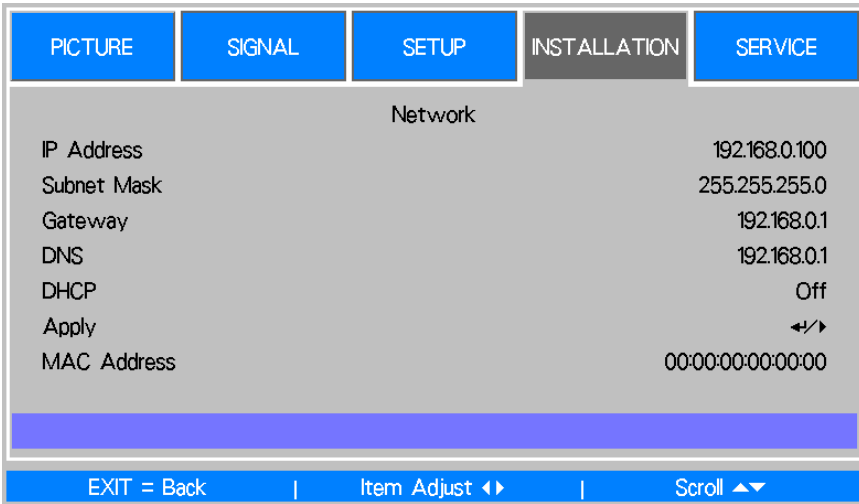 PICTURE SIGNAL SETUP INSTALLATION SERVICE
Network
IP Address 192.168.0.100
Subnet Mask 255.255.255.0
Gateway 192.168.0.1
DNS 192.168.0.1
DHCP Off
Apply ↵/▶
MAC Address 00:00:00:00:00:00
EXIT = Back | Item Adjust ◀▶ | Scroll ▲▼